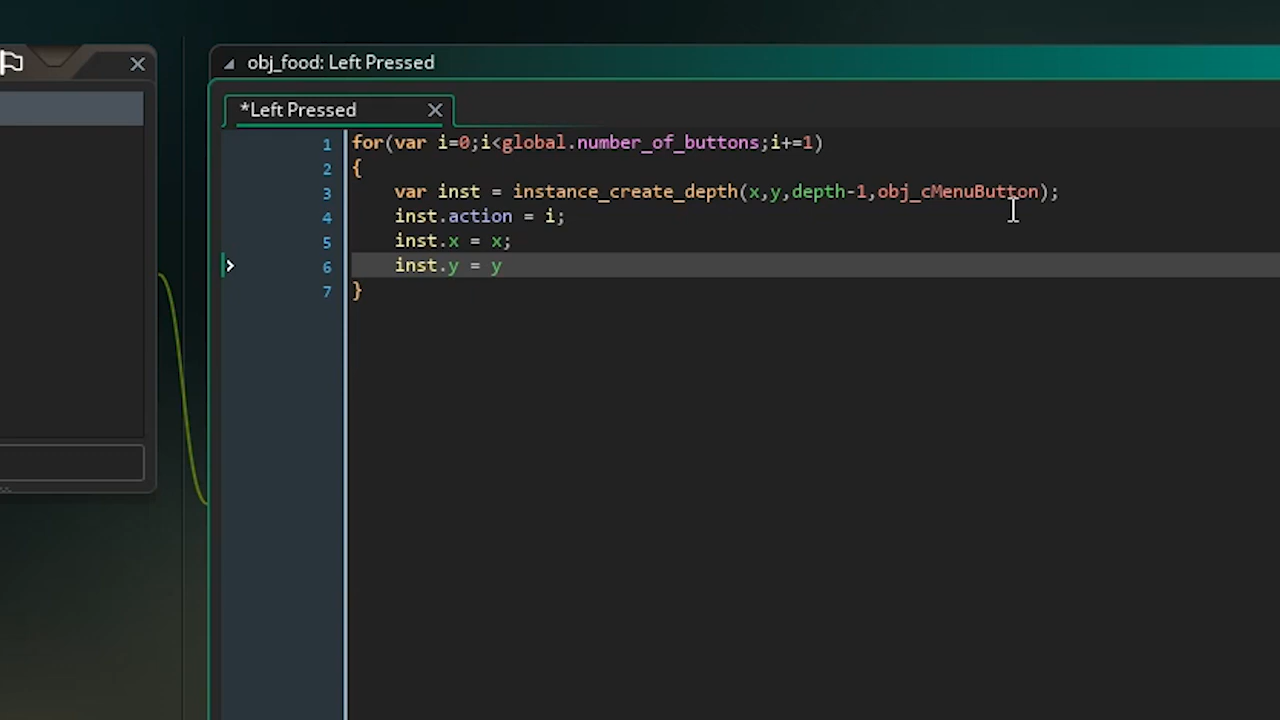 obj_food: Left Pressed
*Left Pressed
1 for(var i=0;i<global.number_of_buttons;i+=1)
2 {
3 var inst = instance_create_depth(x,y,depth-1,obj_cMenuButton);
4 inst.action = i;
5 inst.x = x;
6 inst.y = y
7 }